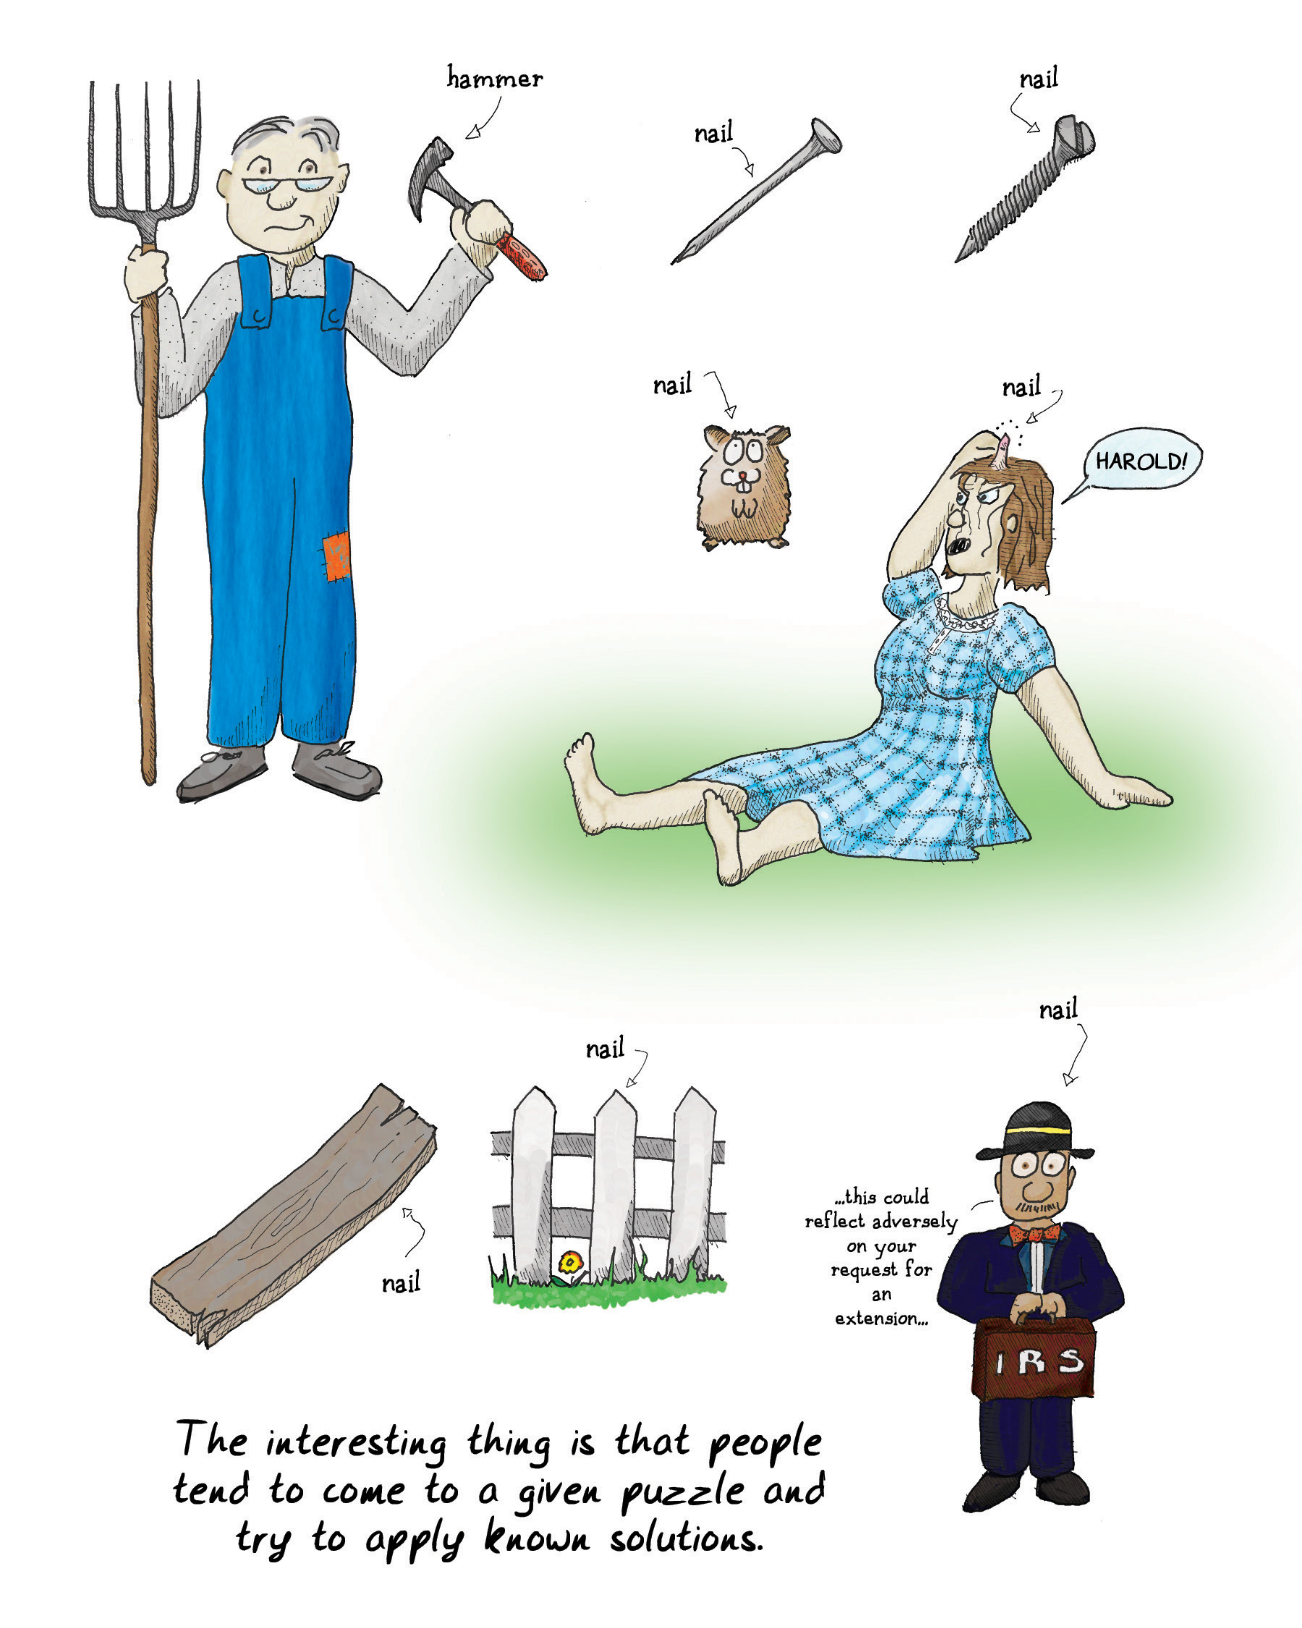 hammer
nail
nail
nail
nail
HAROLD!
nail
nail
nail
...this could
reflect adversely
on your
request for
an
extension...
IRS
The interesting thing is that people
tend to come to a given puzzle and
try to apply known solutions.